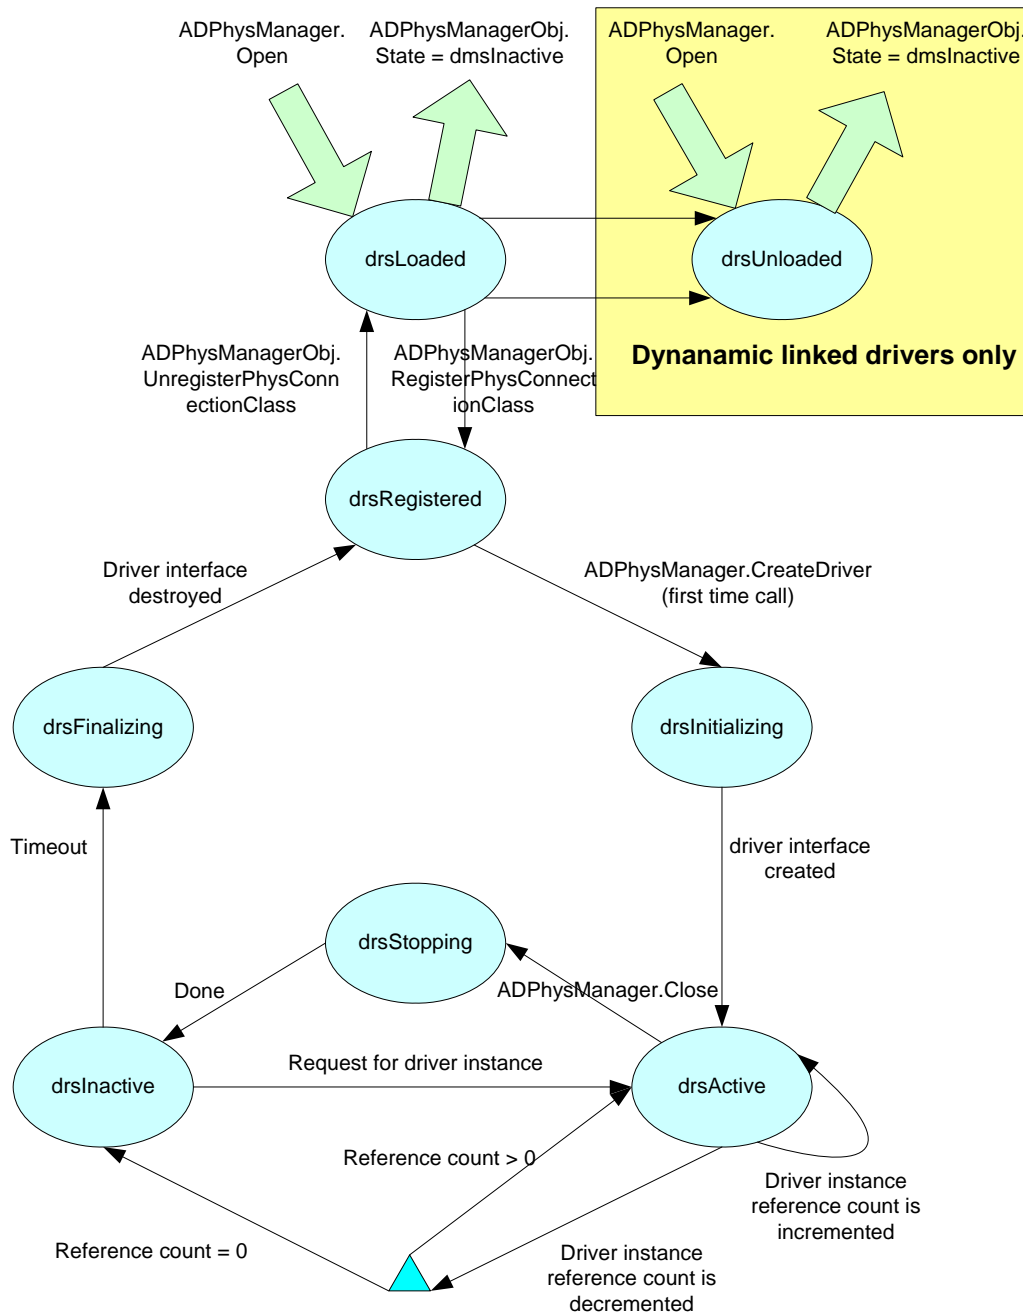 ADPhysManager.
Open
ADPhysManagerObj.
State = dmsInactive
ADPhysManager.
Open
ADPhysManagerObj.
State = dmsInactive
drsLoaded
drsUnloaded
Dynanamic linked drivers only
ADPhysManagerObj.
UnregisterPhysConn
ectionClass
ADPhysManagerObj.
RegisterPhysConnect
ionClass
drsRegistered
Driver interface
destroyed
ADPhysManager.CreateDriver
(first time call)
drsFinalizing
drsInitializing
Timeout
driver interface
created
drsStopping
Done
ADPhysManager.Close
drsInactive
Request for driver instance
drsActive
Reference count > 0
Driver instance
reference count is
incremented
Reference count = 0
Driver instance
reference count is
decremented